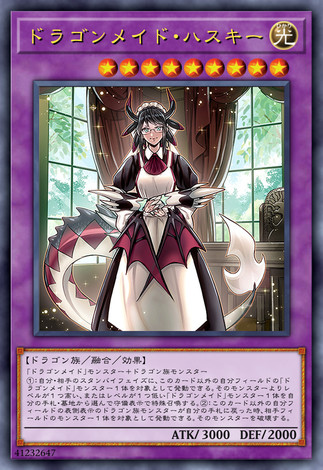 ドラゴンメイド・ハスキー
光
【ドラゴン族／融合／効果】
「ドラゴンメイド」モンスター＋ドラゴン族モンスター
①：自分・相手のスタンバイフェイズに、このカード以外の自分フィールドの「ド
ラゴンメイド」モンスター１体を対象として発動できる。そのモンスターより
レベルが１つ高い、またはレベルが１つ低い「ドラゴンメイド」モンスター１体を
自分の手札・墓地から選んで守備表示で特殊召喚する。②：このカード以外の自分フ
ィールドの表側表示のドラゴン族モンスターが自分の手札に戻った時、相手フィ
ールドのモンスター１体を対象として発動できる。そのモンスターを破壊する。
ATK/ 3000 DEF/2000
41232647